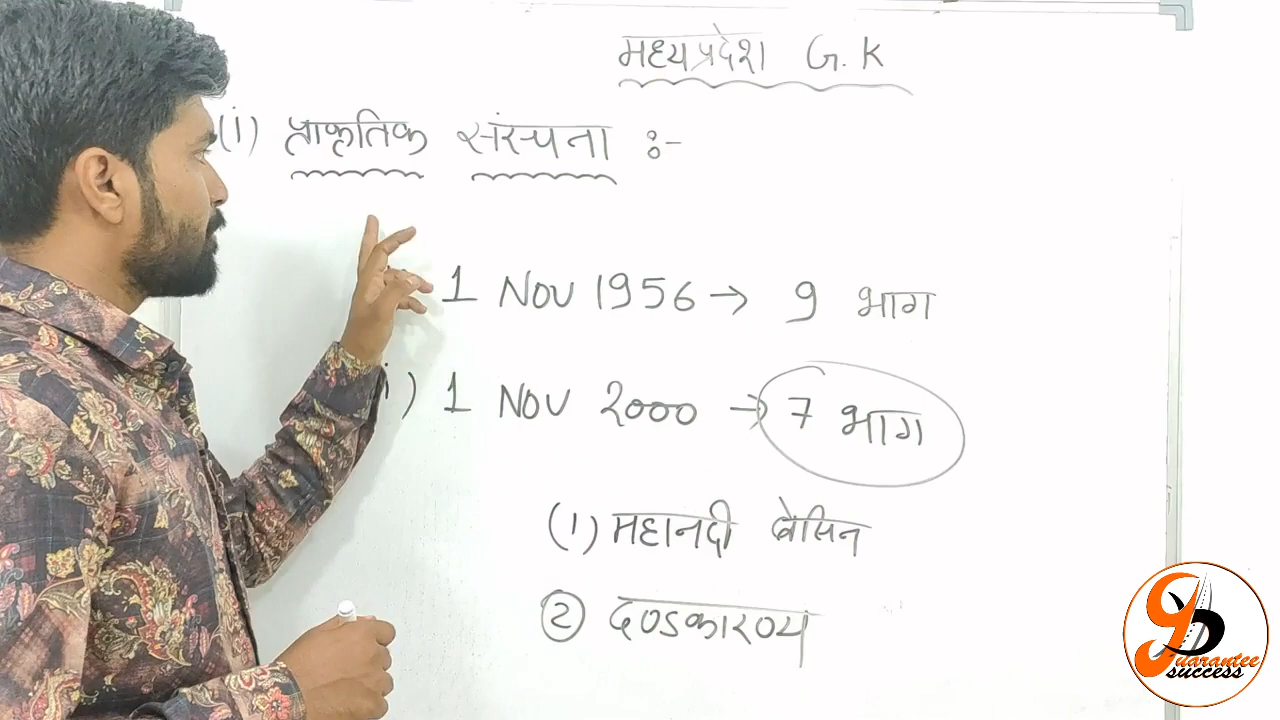 मध्यप्रदेश G.K
(i) प्राकृतिक संरचना :-
1 Nov 1956 → 9 भाग
i) 1 Nov 2000 → 7 भाग
(1) महानदी बेसिन
② दण्डकारण्य
Guarantee
success